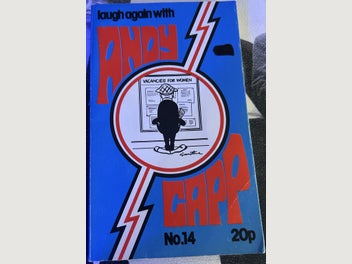 laugh again with
ANDY
VACANCIES FOR WOMEN
CAPP
No.14
20p